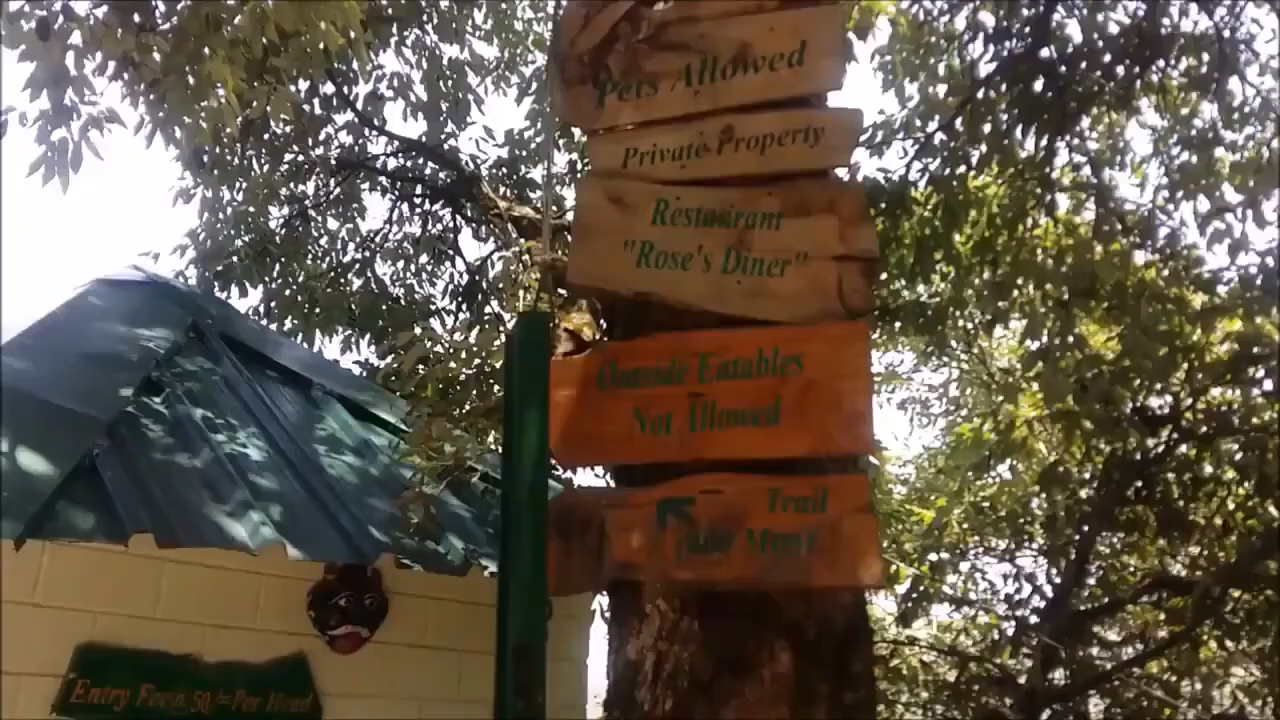 Pets Allowed
Private Property
Restaurant
"Rose's Diner"
Outside Eatables
Not Allowed
Trail
Entry Fees 50/= Per Head